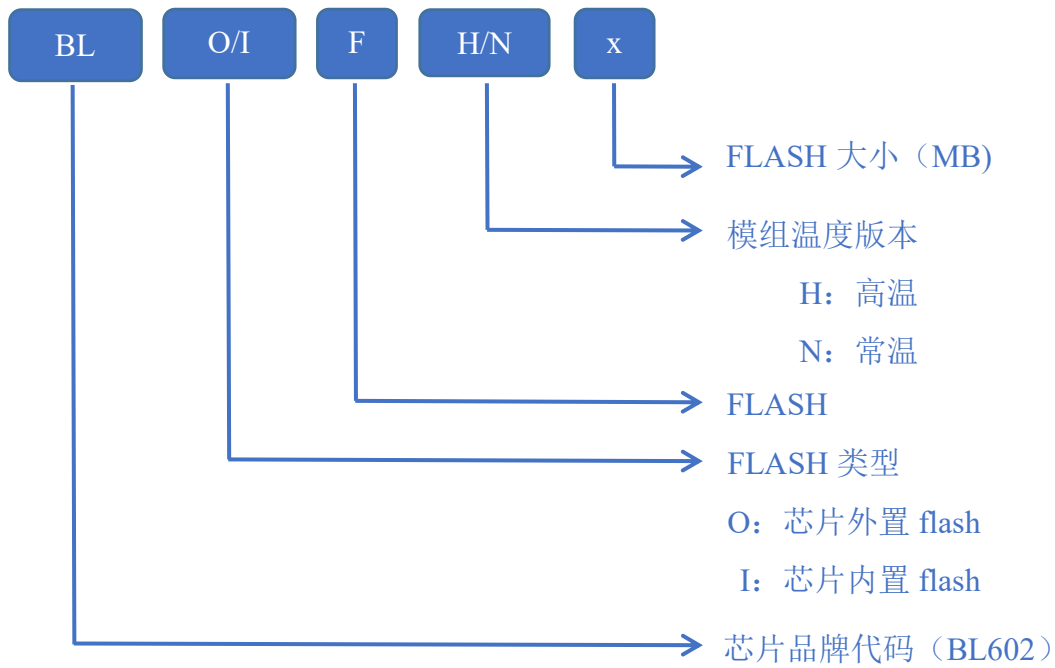 BL O/I F H/N x
FLASH 大小（MB)
模组温度版本
H：高温
N：常温
FLASH
FLASH 类型
O：芯片外置 flash
I：芯片内置 flash
芯片品牌代码（BL602）